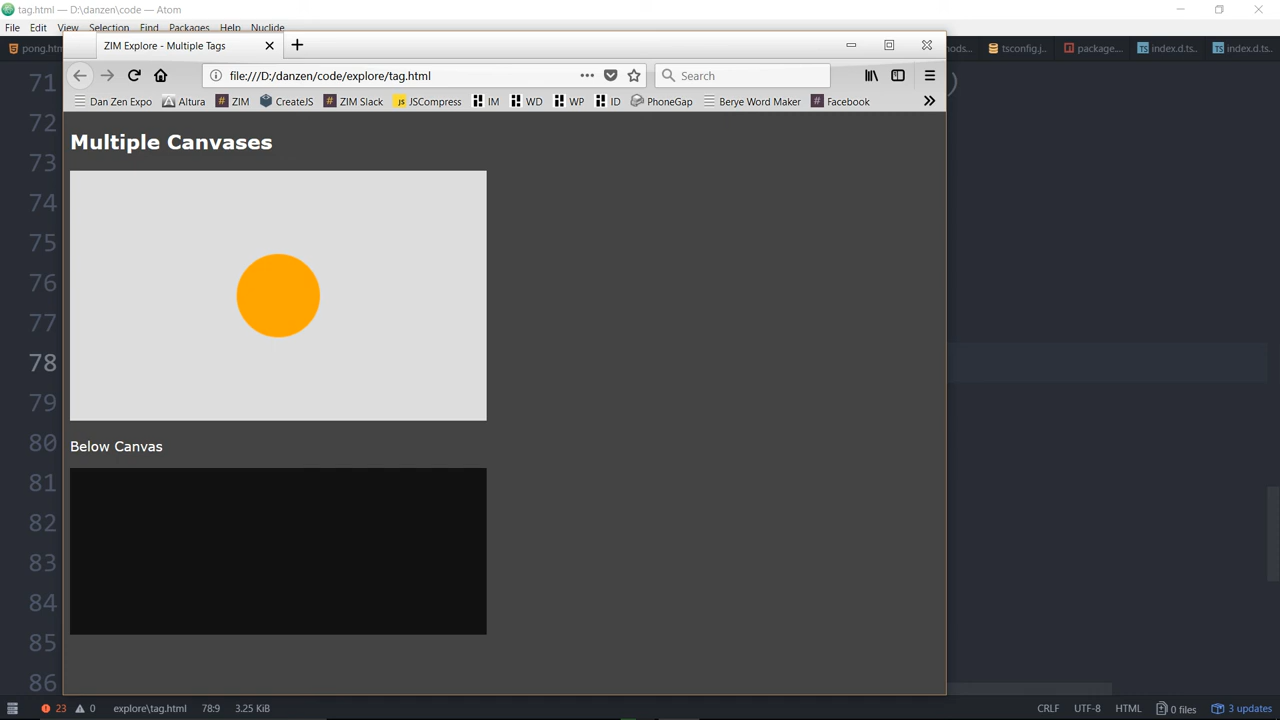 tag.html — D:\danzen\code — Atom
File Edit View Selection Find Packages Help Nuclide
pong.htm
ZIM Explore - Multiple Tags
mods...
tsconfig.j..
package....
index.d.ts..
index.d.ts.
file:///D:/danzen/code/explore/tag.html
Search
Dan Zen Expo Altura ZIM CreateJS ZIM Slack JSCompress IM WD WP ID PhoneGap Berye Word Maker Facebook
Multiple Canvases
Below Canvas
71
)
72
73
74
75
76
77
78
79
80
81
82
83
84
85
86
23 0 explore\tag.html 78:9 3.25 KiB CRLF UTF-8 HTML 0 files 3 updates